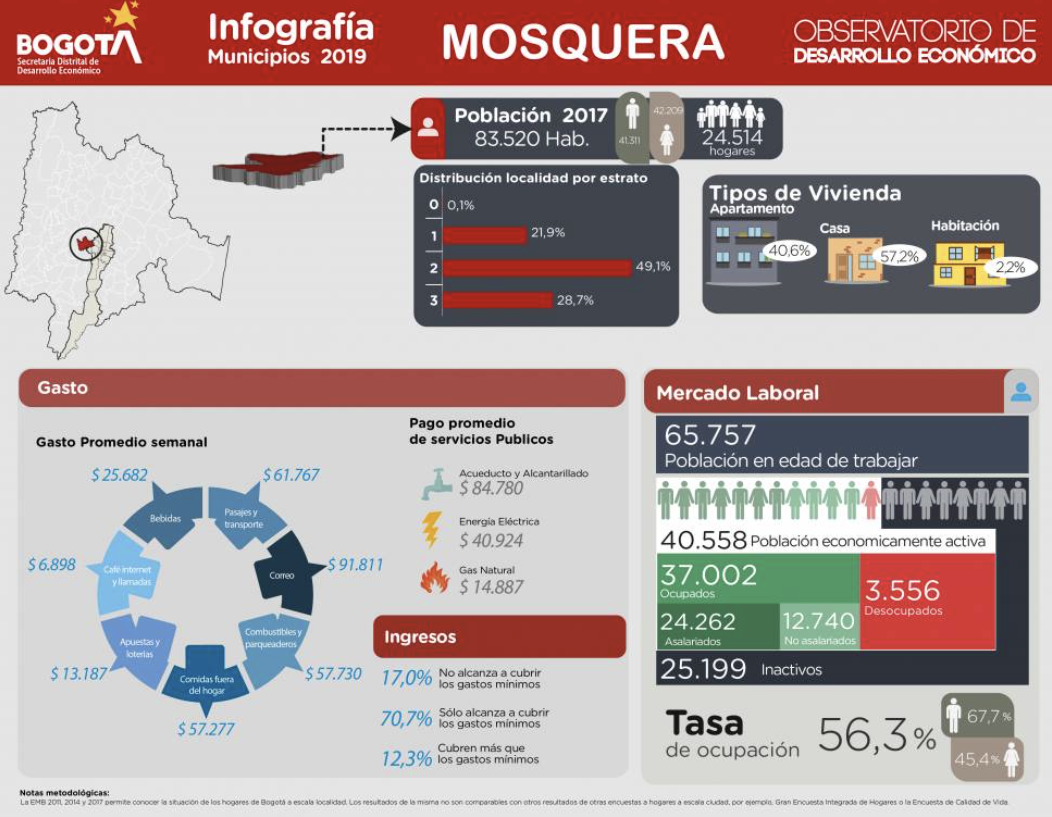 BOGOTÁ
Secretaría Distrital de
Desarrollo Económico
Infografía
Municipios 2019
MOSQUERA
OBSERVATORIO DE
DESARROLLO ECONÓMICO
Población 2017
83.520 Hab.
41.311
42.209
24.514
hogares
Distribución localidad por estrato
0 0,1%
1 21,9%
2 49,1%
3 28,7%
Tipos de Vivienda
Apartamento
40,6%
Casa
57,2%
Habitación
2,2%
Gasto
Gasto Promedio semanal
$ 25.682
Bebidas
$ 61.767
Pasajes y
transporte
$ 6.898
Café internet
y llamadas
Correo
$ 91.811
Apuestas y
loterias
$ 13.187
Combustibles y
parqueaderos
$ 57.730
Comidas fuera
del hogar
$ 57.277
Pago promedio
de servicios Publicos
Acueducto y Alcantarillado
$ 84.780
Energía Eléctrica
$ 40.924
Gas Natural
$ 14.887
Ingresos
17,0% No alcanza a cubrir
los gastos mínimos
70,7% Sólo alcanza a cubrir
los gastos mínimos
12,3% Cubren más que
los gastos mínimos
Mercado Laboral
65.757
Población en edad de trabajar
40.558 Población economicamente activa
37.002
Ocupados
3.556
Desocupados
24.262
Asalariados
12.740
No asalariados
25.199 Inactivos
Tasa
de ocupación
56,3 %
67,7 %
45,4%
Notas metodológicas:
La EMB 2011, 2014 y 2017 permite conocer la situación de los hogares de Bogotá a escala localidad. Los resultados de la misma no son comparables con otros resultados de otras encuestas a hogares a escala ciudad, por ejemplo, Gran Encuesta Integrada de Hogares o la Encuesta de Calidad de Vida.